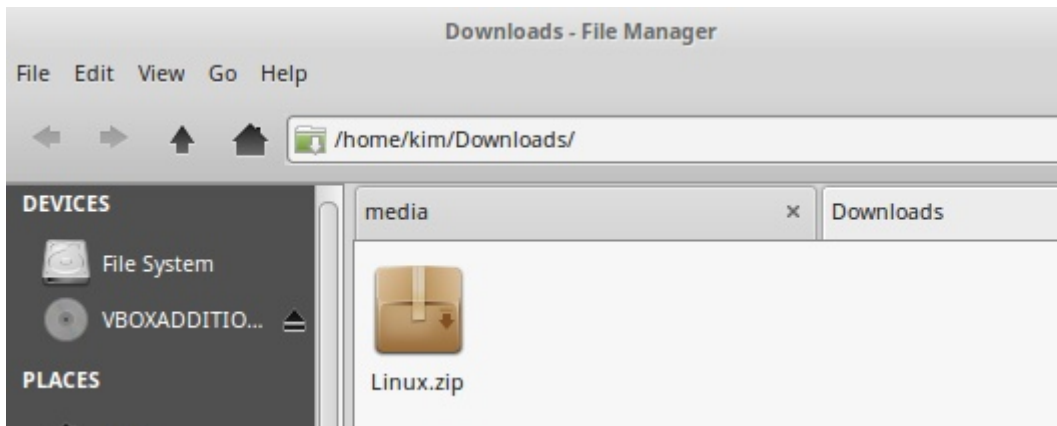 Downloads - File Manager
File Edit View Go Help
/home/kim/Downloads/
DEVICES
File System
VBOXADDITIO...
PLACES
media
Downloads
Linux.zip